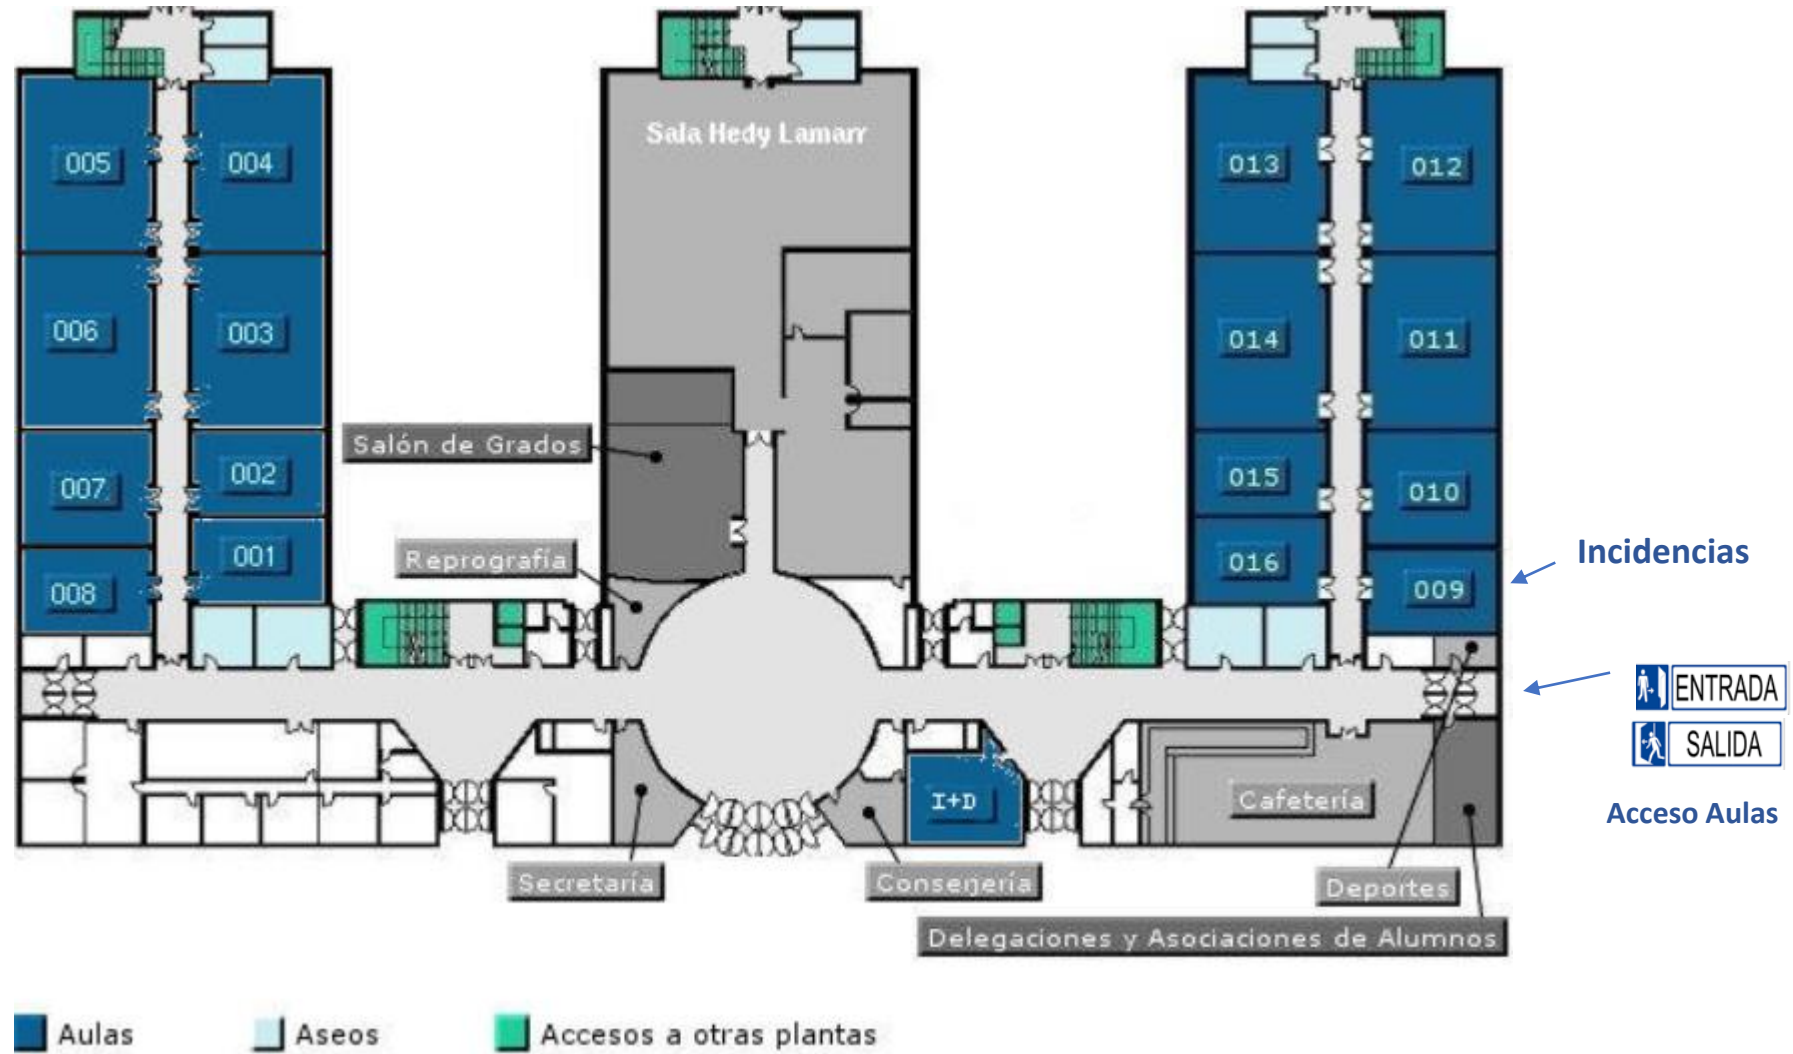 Sala Hedy Lamarr
005
004
013
012
006
003
014
011
Salón de Grados
007
002
015
010
Reprografía
001
016
Incidencias
008
009
ENTRADA
SALIDA
I+D
Cafetería
Acceso Aulas
Secretaría
Conserjería
Deportes
Delegaciones y Asociaciones de Alumnos
Aulas
Aseos
Accesos a otras plantas